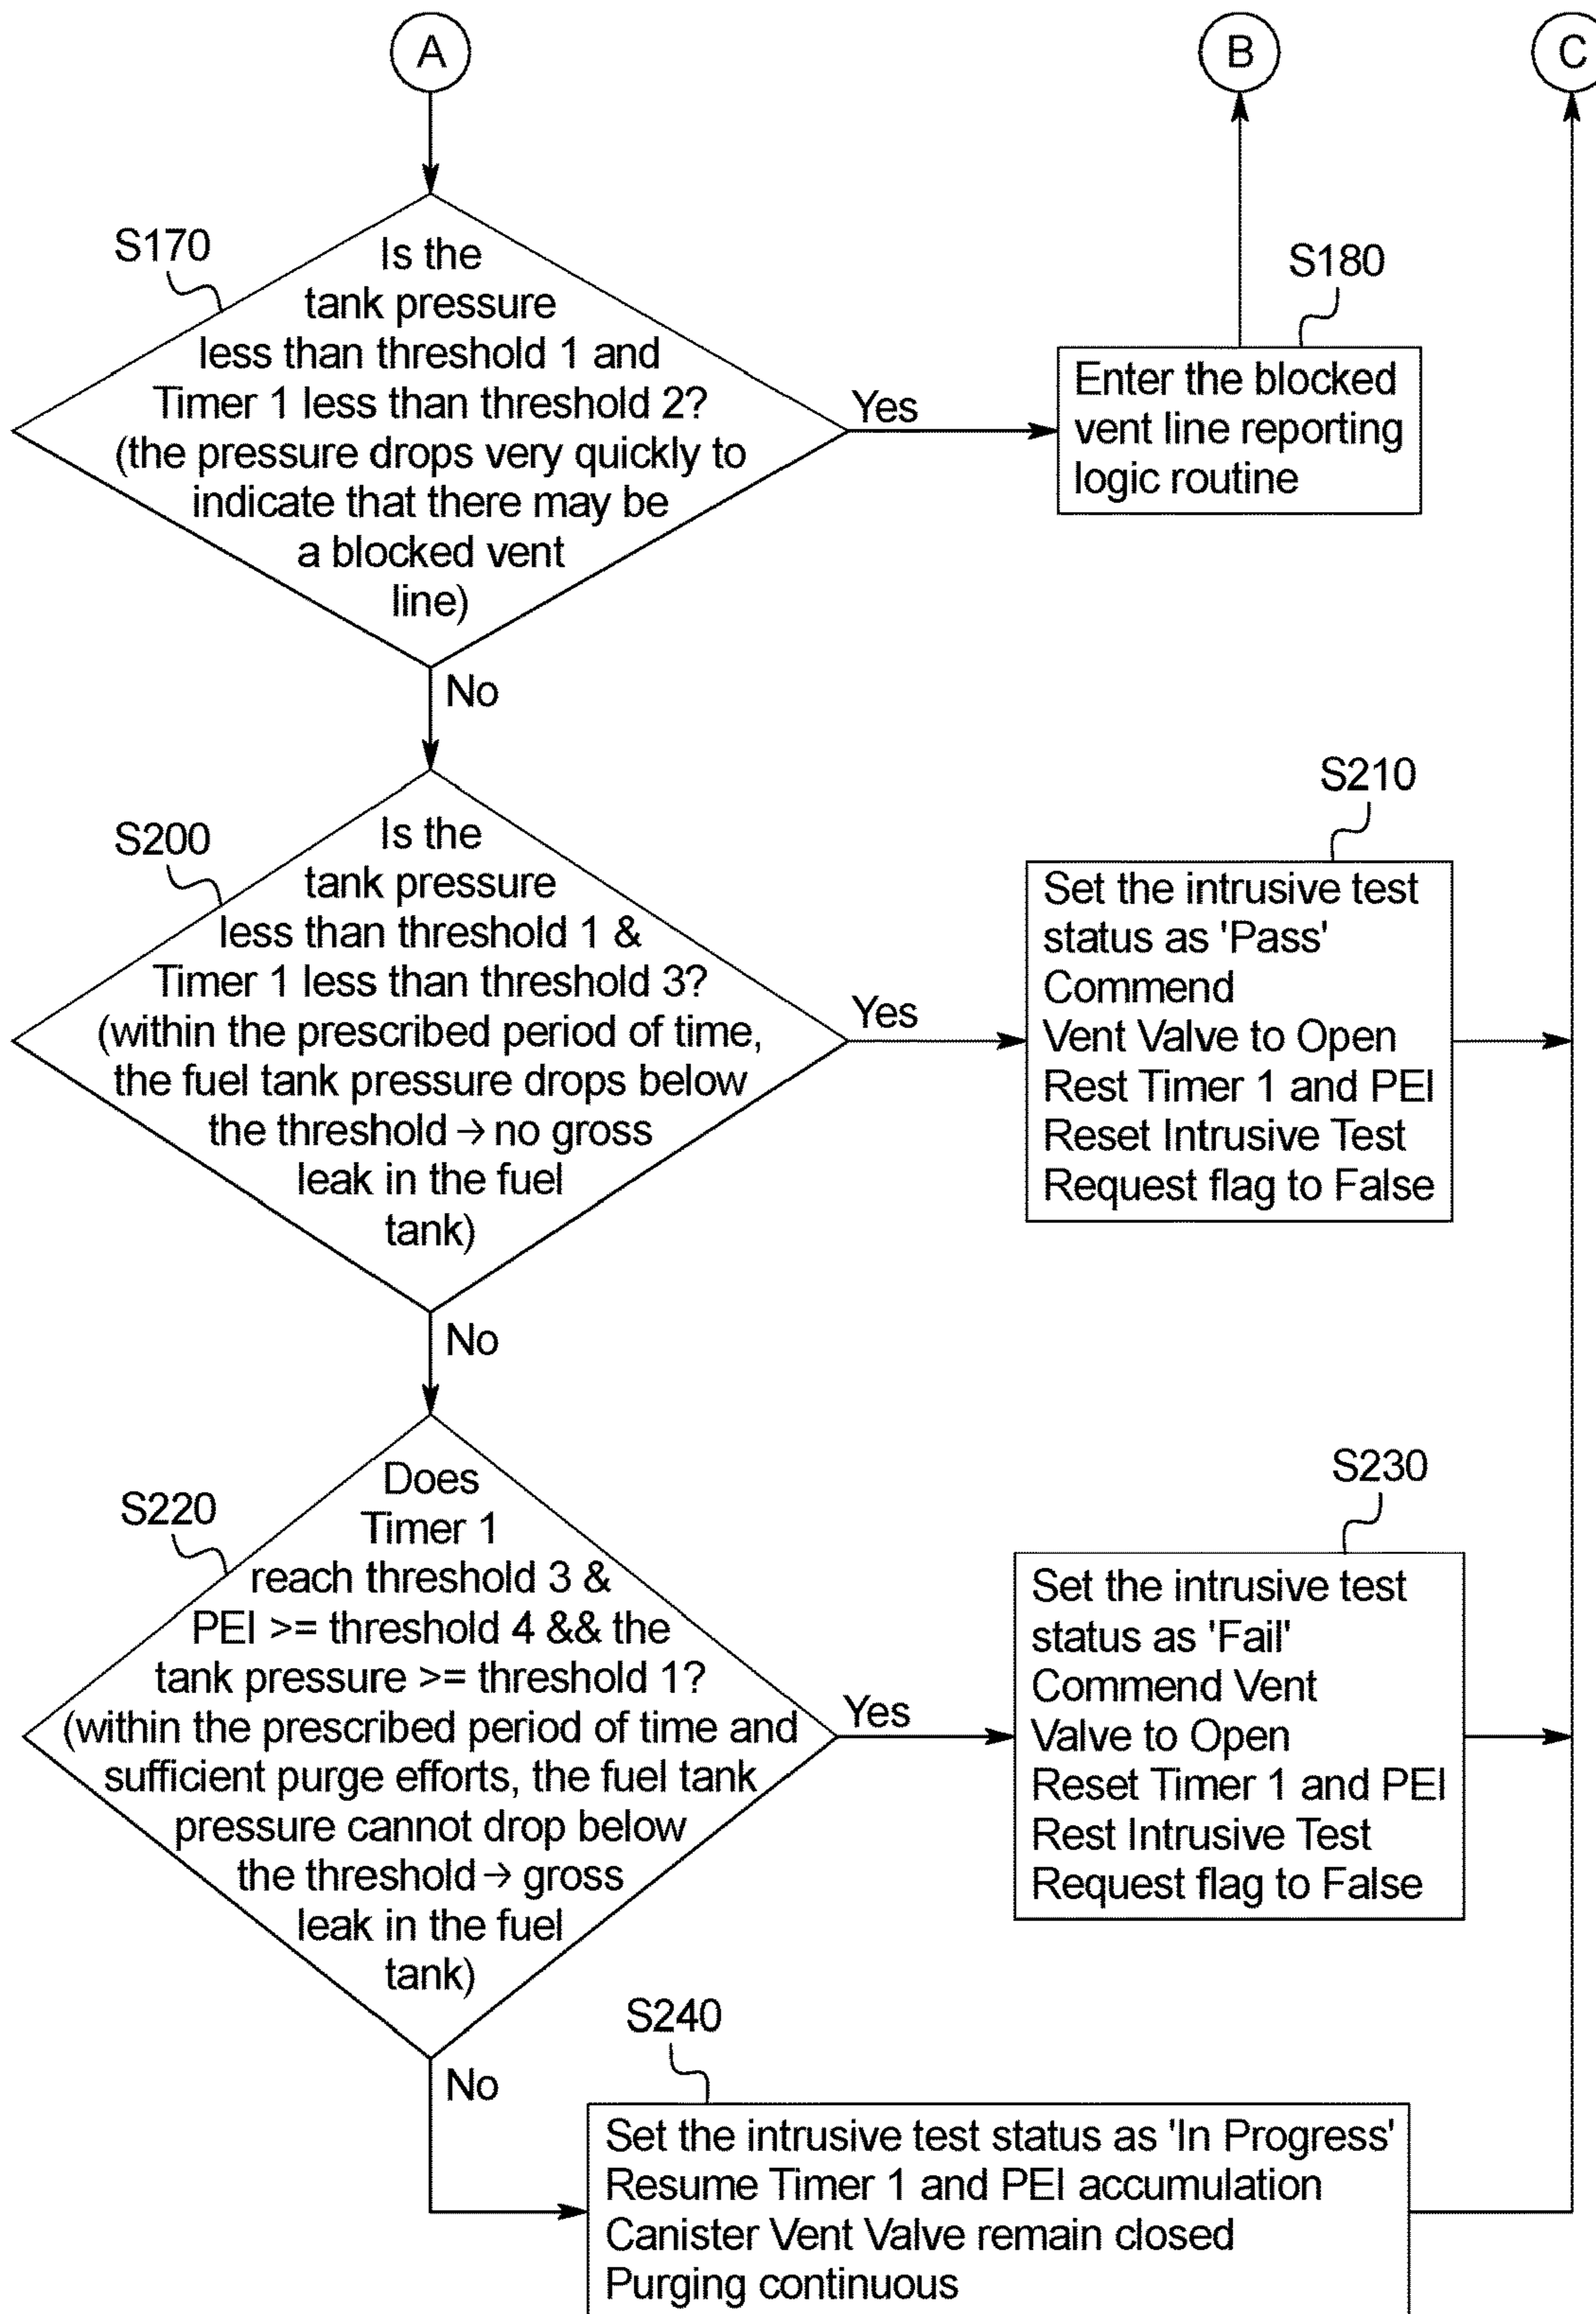 A
B
C
S170
Is the
tank pressure
less than threshold 1 and
Timer 1 less than threshold 2?
(the pressure drops very quickly to
indicate that there may be
a blocked vent
line)
Yes
S180
Enter the blocked
vent line reporting
logic routine
No
S200
Is the
tank pressure
less than threshold 1 &
Timer 1 less than threshold 3?
(within the prescribed period of time,
the fuel tank pressure drops below
the threshold → no gross
leak in the fuel
tank)
Yes
S210
Set the intrusive test
status as 'Pass'
Commend
Vent Valve to Open
Rest Timer 1 and PEI
Reset Intrusive Test
Request flag to False
No
S220
Does
Timer 1
reach threshold 3 &
PEI >= threshold 4 && the
tank pressure >= threshold 1?
(within the prescribed period of time and
sufficient purge efforts, the fuel tank
pressure cannot drop below
the threshold → gross
leak in the fuel
tank)
Yes
S230
Set the intrusive test
status as 'Fail'
Commend Vent
Valve to Open
Reset Timer 1 and PEI
Rest Intrusive Test
Request flag to False
No
S240
Set the intrusive test status as 'In Progress'
Resume Timer 1 and PEI accumulation
Canister Vent Valve remain closed
Purging continuous